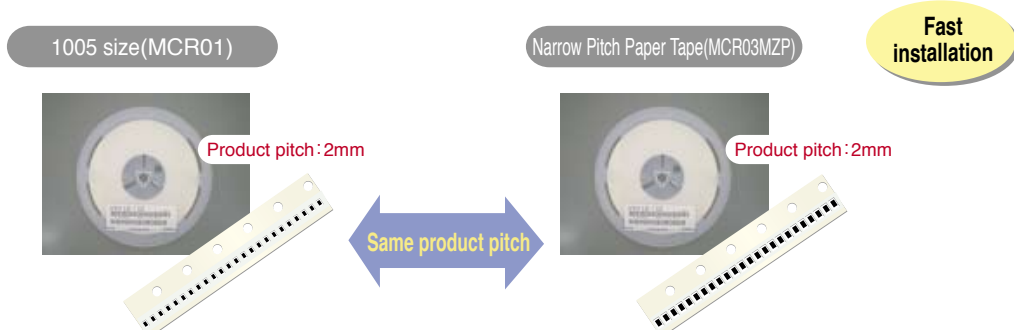 1005 size(MCR01)
Narrow Pitch Paper Tape(MCR03MZP)
Fast
installation
Product pitch：2mm
Product pitch：2mm
Same product pitch